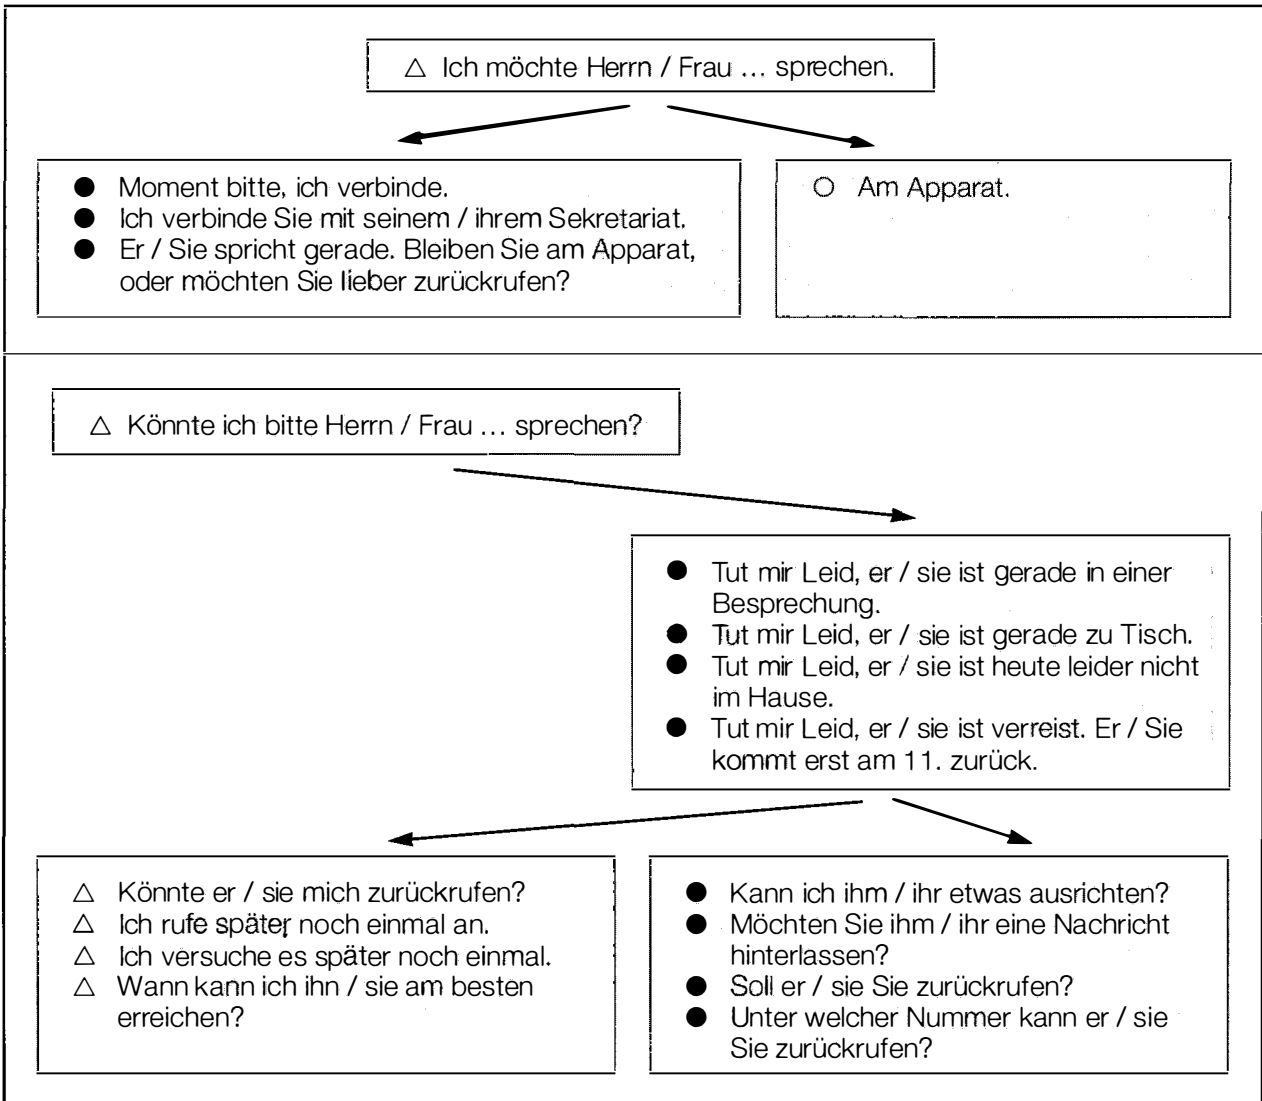 △ Ich möchte Herrn / Frau ... sprechen.
● Moment bitte, ich verbinde.
● Ich verbinde Sie mit seinem / ihrem Sekretariat.
● Er / Sie spricht gerade. Bleiben Sie am Apparat,
oder möchten Sie lieber zurückrufen?
○ Am Apparat.
△ Könnte ich bitte Herrn / Frau ... sprechen?
● Tut mir Leid, er / sie ist gerade in einer
Besprechung.
● Tut mir Leid, er / sie ist gerade zu Tisch.
● Tut mir Leid, er / sie ist heute leider nicht
im Hause.
● Tut mir Leid, er / sie ist verreist. Er / Sie
kommt erst am 11. zurück.
△ Könnte er / sie mich zurückrufen?
△ Ich rufe später noch einmal an.
△ Ich versuche es später noch einmal.
△ Wann kann ich ihn / sie am besten
erreichen?
● Kann ich ihm / ihr etwas ausrichten?
● Möchten Sie ihm / ihr eine Nachricht
hinterlassen?
● Soll er / sie Sie zurückrufen?
● Unter welcher Nummer kann er / sie
Sie zurückrufen?